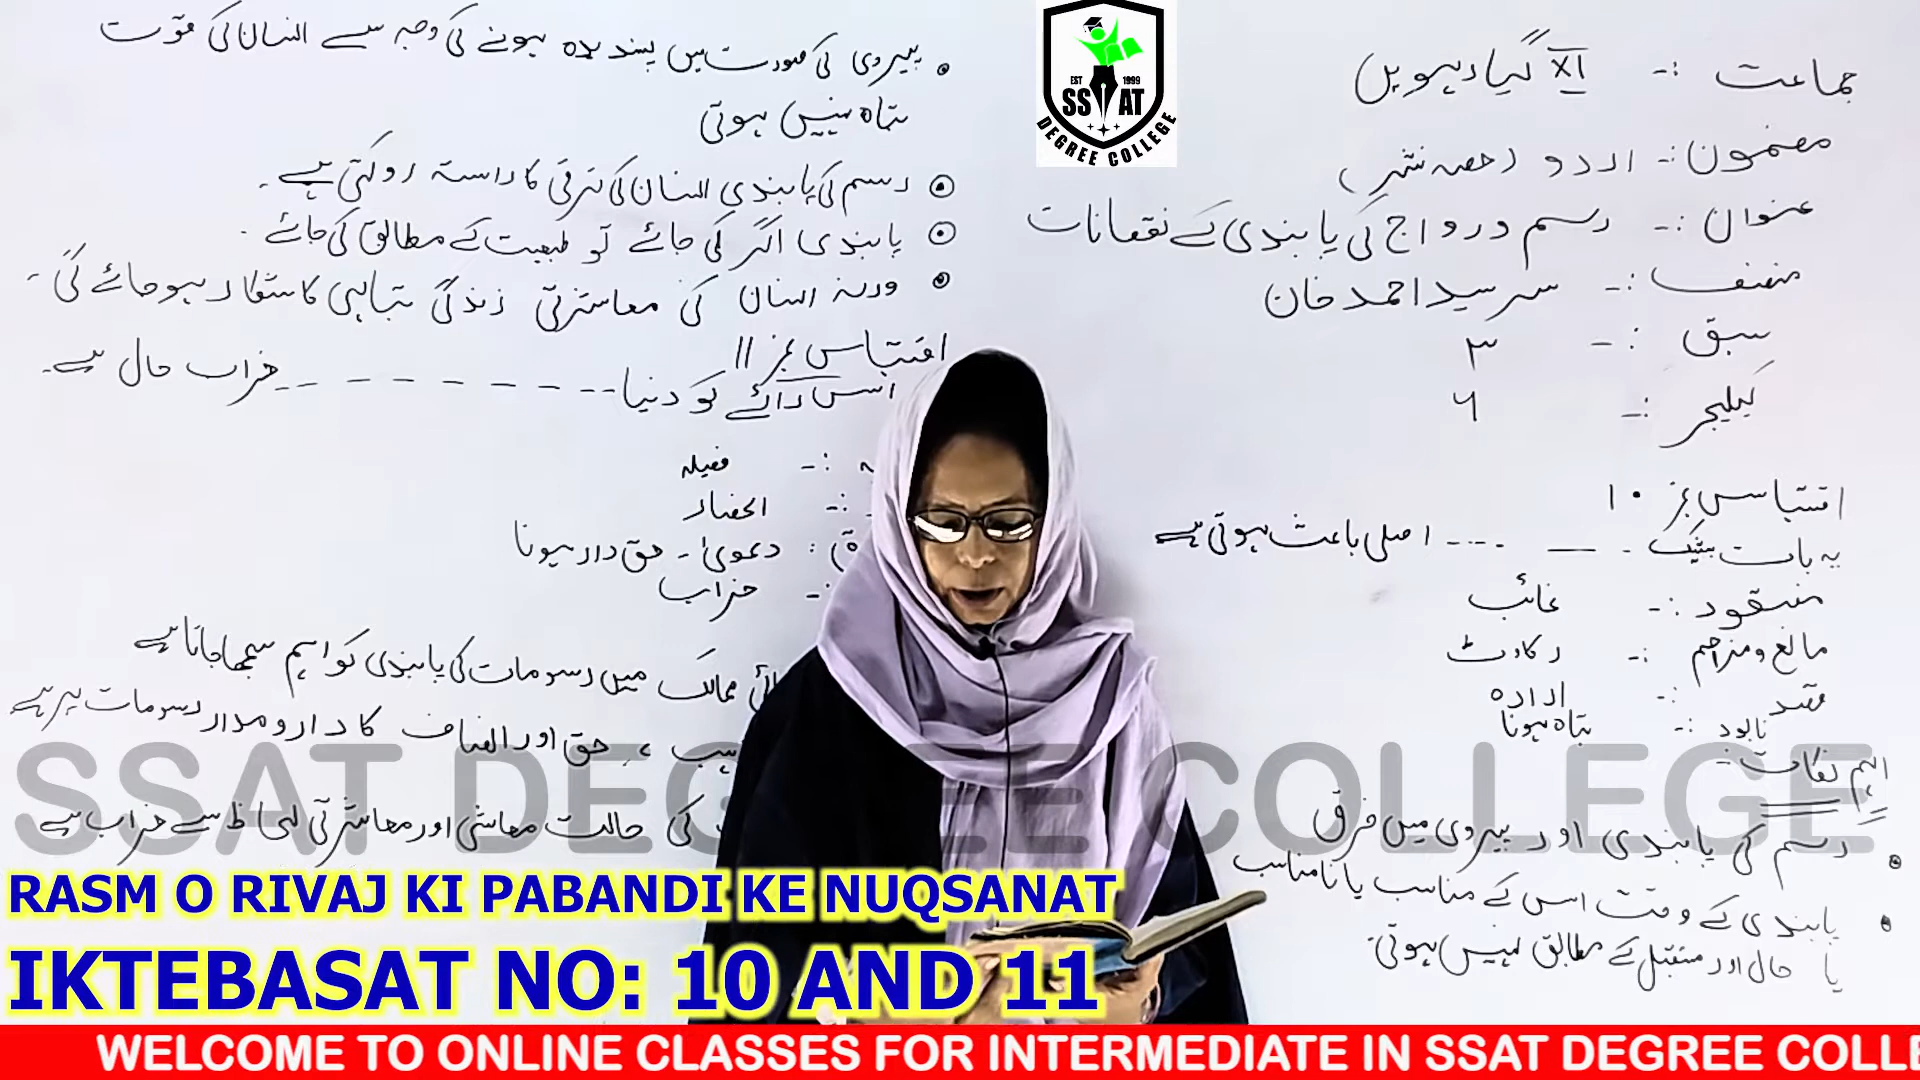 جماعت :- XI گیارہویں
مضمون :- اردو (حصہ نثر)
عنوان :- رسم و رواج کی پابندی کے نقصانات
مصنف :- سرسید احمد خان
سبق :- ۳
لیکچر :- ۶
اقتباس نمبر ۱۰
یہ بات بیشک - — ---- اصلی باعث ہوتی ہے
مفقود :- غائب
مانع و مزاحم :- رکاوٹ
قصد :- ارادہ
نابود :- تباہ ہونا
اہم نکات :-
رسم کی پابندی اور پیروی میں فرق
پابندی کے وقت اس کے مناسب یا نامناسب
یا حال اور مستقبل کے مطابق نہیں ہوتی
پیروی کی صورت میں پسندیدہ ہونے کی وجہ سے انسان کی قوت
تباہ نہیں ہوتی
رسم کی پابندی انسان کی ترقی کا راستہ روکتی ہے۔
پابندی اگر کی جائے تو طبیعت کے مطابق کی جائے۔
ورنہ انسان کی معاشرتی زندگی تباہی کا شکار ہو جائے گی۔
اقتباس نمبر ۱۱
اس رائے کو دنیا -- - - - - - - -- خراب حال ہے۔
:- فیصلہ
:- انحصار
: دعویٰ - حق دار ہونا
:- خراب
ممالک میں رسومات کی پابندی کو اہم سمجھا جاتا ہے
، حق اور انصاف کا دارومدار رسومات پر ہے
کی حالت معاشی اور معاشرتی لحاظ سے خراب ہے
EST 1999
SSAT
DEGREE COLLEGE
SSAT DEGREE COLLEGE
RASM O RIVAJ KI PABANDI KE NUQSANAT
IKTEBASAT NO: 10 AND 11
WELCOME TO ONLINE CLASSES FOR INTERMEDIATE IN SSAT DEGREE COLLE